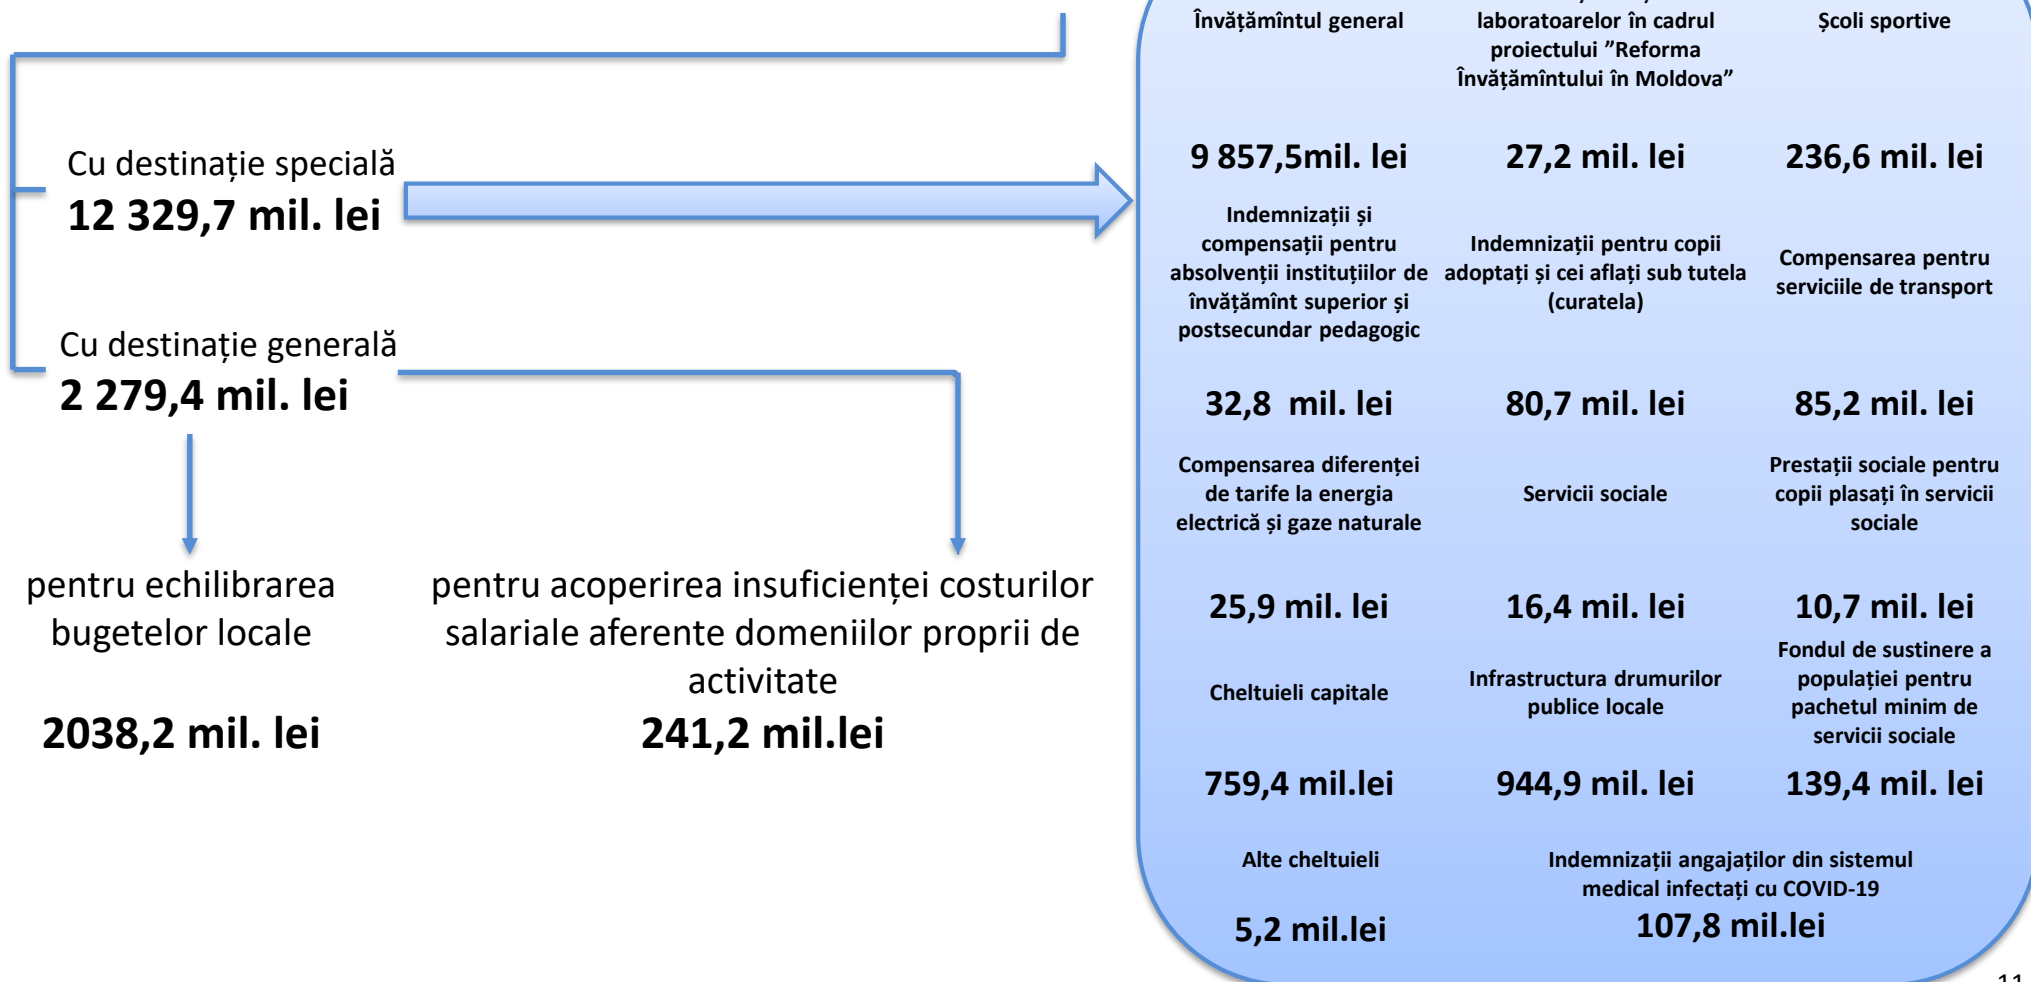 Învățămîntul general
laboratoarelor în cadrul
proiectului ”Reforma
Învățămîntului în Moldova”
Școli sportive
9 857,5mil. lei
27,2 mil. lei
236,6 mil. lei
Cu destinație specială
12 329,7 mil. lei
Indemnizații și
compensații pentru
absolvenții instituțiilor de
învățămînt superior și
postsecundar pedagogic
Indemnizații pentru copii
adoptați și cei aflați sub tutela
(curatela)
Compensarea pentru
serviciile de transport
32,8 mil. lei
80,7 mil. lei
85,2 mil. lei
Cu destinație generală
2 279,4 mil. lei
Compensarea diferenței
de tarife la energia
electrică și gaze naturale
Servicii sociale
Prestații sociale pentru
copii plasați în servicii
sociale
25,9 mil. lei
16,4 mil. lei
10,7 mil. lei
pentru echilibrarea
bugetelor locale
2038,2 mil. lei
pentru acoperirea insuficienței costurilor
salariale aferente domeniilor proprii de
activitate
241,2 mil.lei
Cheltuieli capitale
Infrastructura drumurilor
publice locale
Fondul de sustinere a
populației pentru
pachetul minim de
servicii sociale
759,4 mil.lei
944,9 mil. lei
139,4 mil. lei
Alte cheltuieli
Indemnizații angajaților din sistemul
medical infectați cu COVID-19
5,2 mil.lei
107,8 mil.lei
11